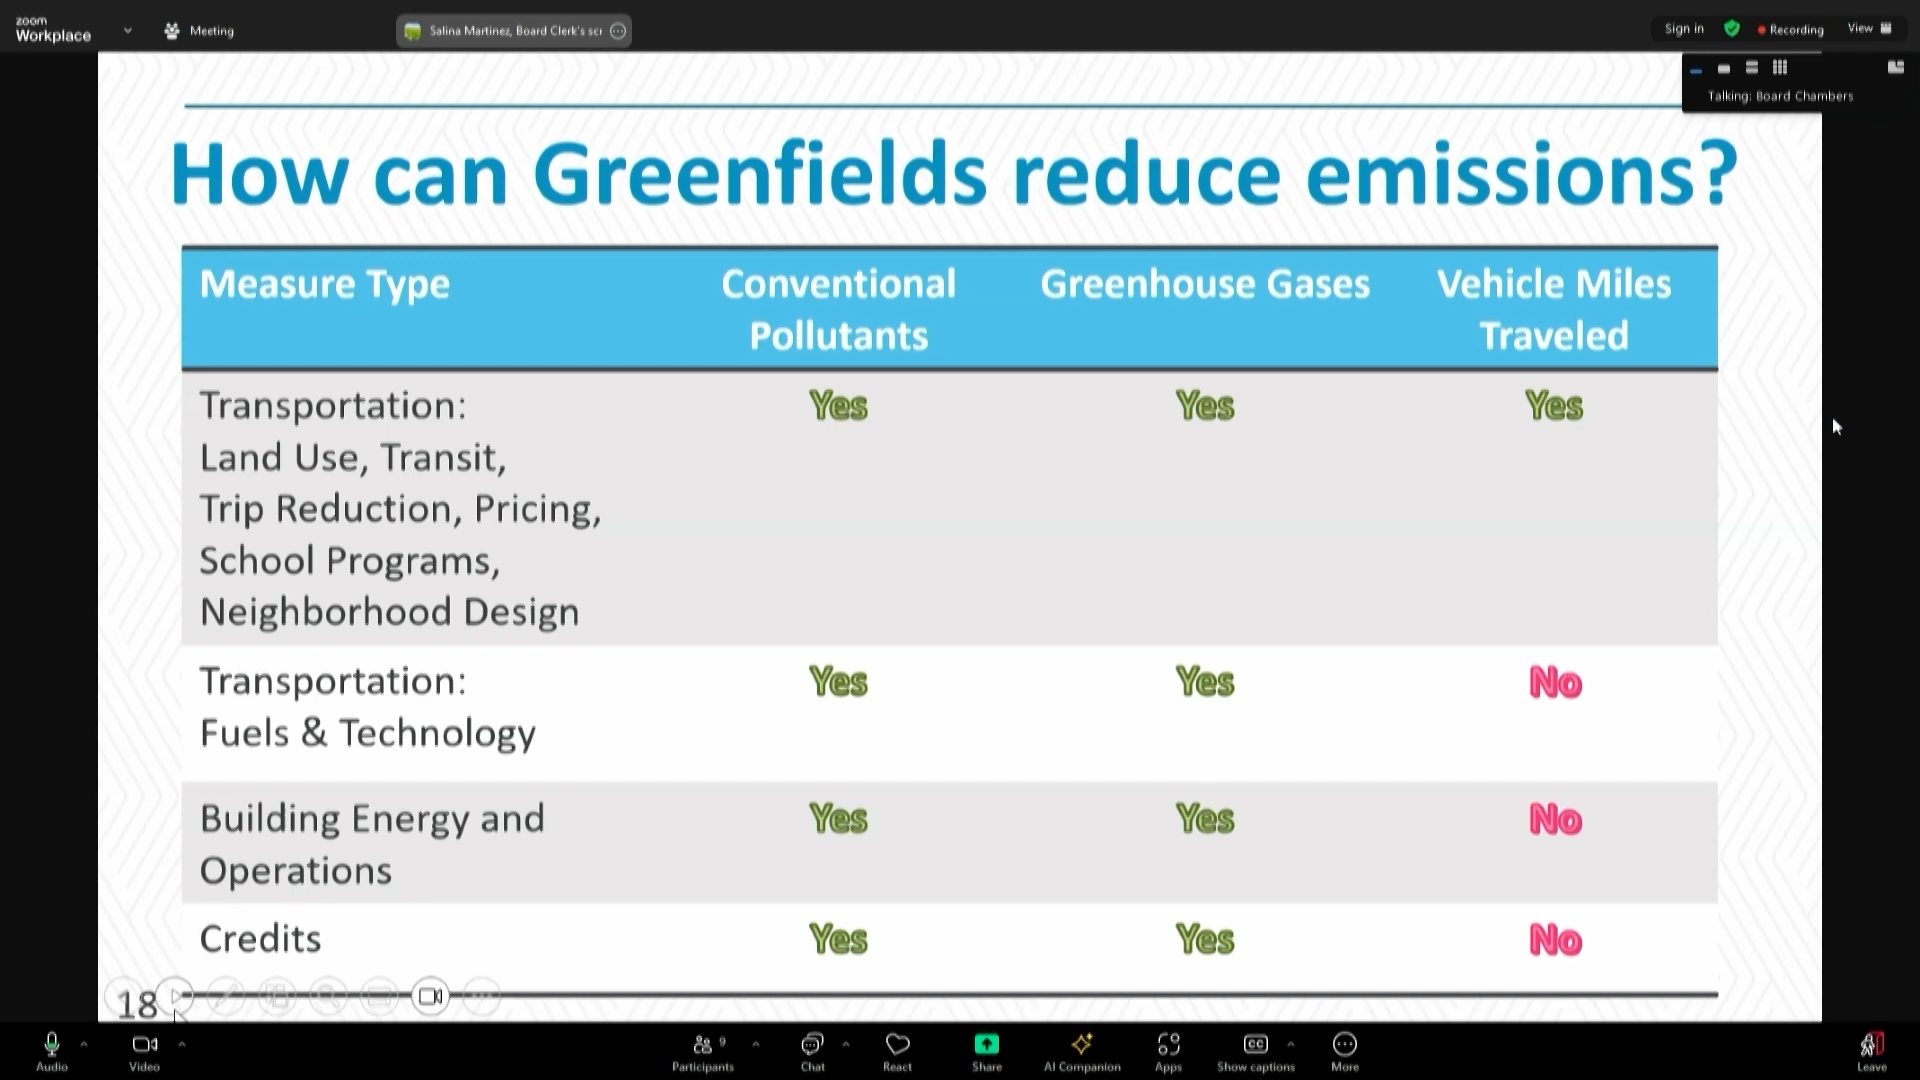 zoom
Workplace
Meeting
Salina Martinez, Board Clerk's scr
Sign in
Recording
View
Talking: Board Chambers
How can Greenfields reduce emissions?
Measure Type
Conventional
Pollutants
Greenhouse Gases
Vehicle Miles
Traveled
Transportation:
Land Use, Transit,
Trip Reduction, Pricing,
School Programs,
Neighborhood Design
Yes
Yes
Yes
Transportation:
Fuels & Technology
Yes
Yes
No
Building Energy and
Operations
Yes
Yes
No
Credits
Yes
Yes
No
18
Audio
Video
9
Participants
Chat
React
Share
AI Companion
Apps
CC
Show captions
More
Leave